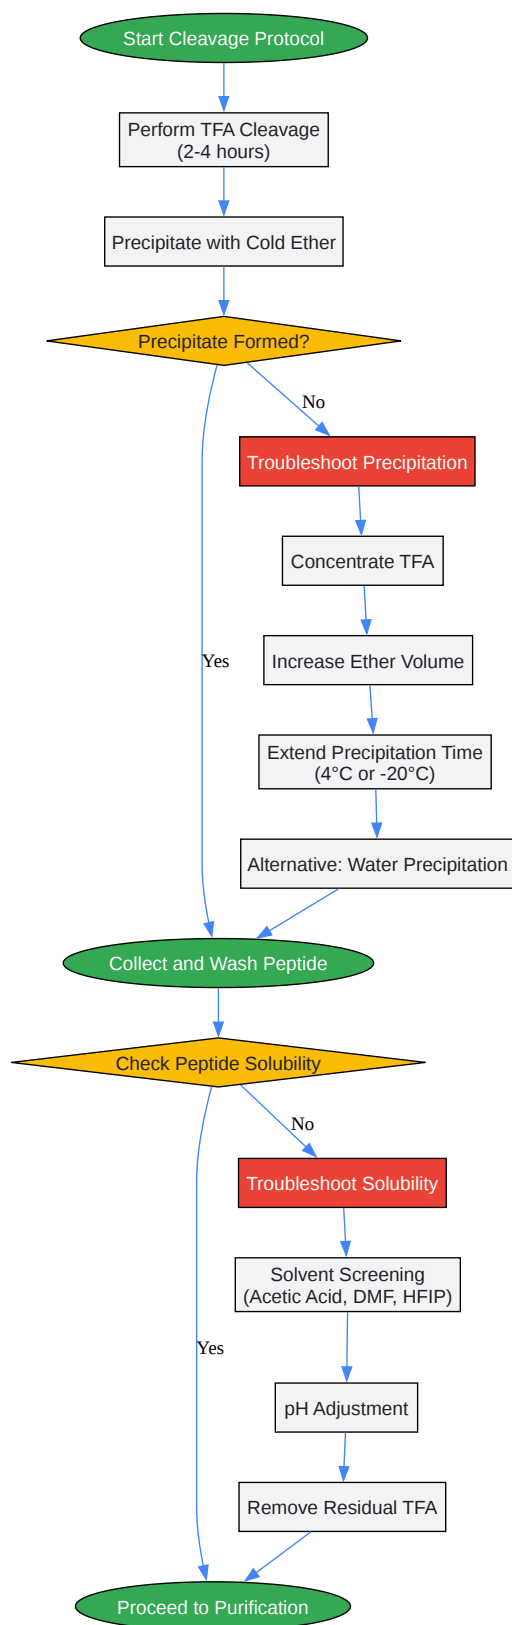 Start Cleavage Protocol
Perform TFA Cleavage
(2-4 hours)
Precipitate with Cold Ether
Precipitate Formed?
No
Troubleshoot Precipitation
Concentrate TFA
Increase Ether Volume
Yes
Extend Precipitation Time
(4°C or -20°C)
Alternative: Water Precipitation
Collect and Wash Peptide
Check Peptide Solubility
No
Troubleshoot Solubility
Solvent Screening
(Acetic Acid, DMF, HFIP)
Yes
pH Adjustment
Remove Residual TFA
Proceed to Purification